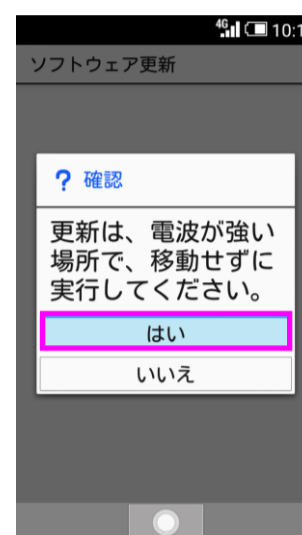 4G 10:1
ソフトウェア更新
? 確認
更新は、電波が強い
場所で、移動せずに
実行してください。
はい
いいえ